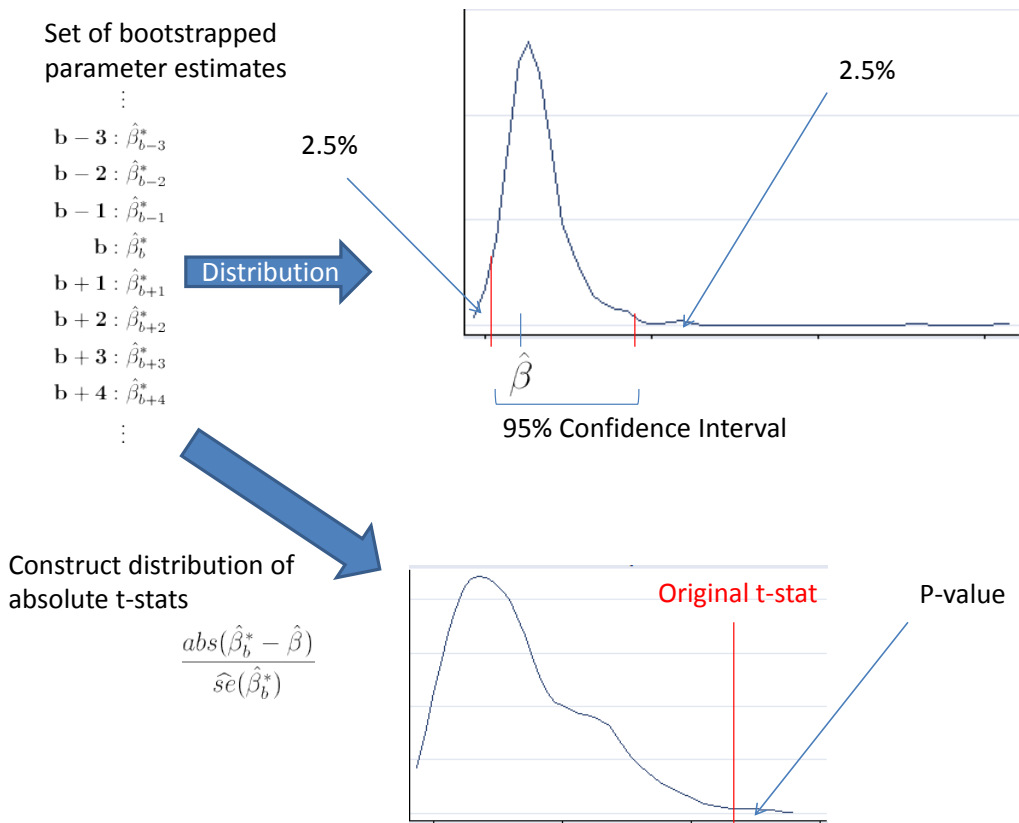 Set of bootstrapped
parameter estimates
⋮
b − 3 : β̂*_{b−3}
b − 2 : β̂*_{b−2}
b − 1 : β̂*_{b−1}
b : β̂*_b
b + 1 : β̂*_{b+1}
b + 2 : β̂*_{b+2}
b + 3 : β̂*_{b+3}
b + 4 : β̂*_{b+4}
⋮
Distribution
2.5%
2.5%
β̂
95% Confidence Interval
Construct distribution of
absolute t-stats
abs(β̂*_b − β̂)
ŝe(β̂*_b)
Original t-stat
P-value